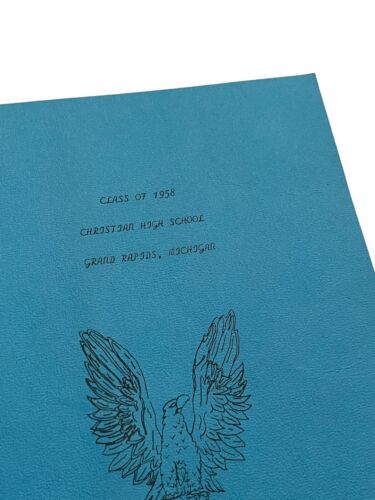 CLASS OF 1958
CHRISTIAN HIGH SCHOOL
GRAND RAPIDS, MICHIGAN